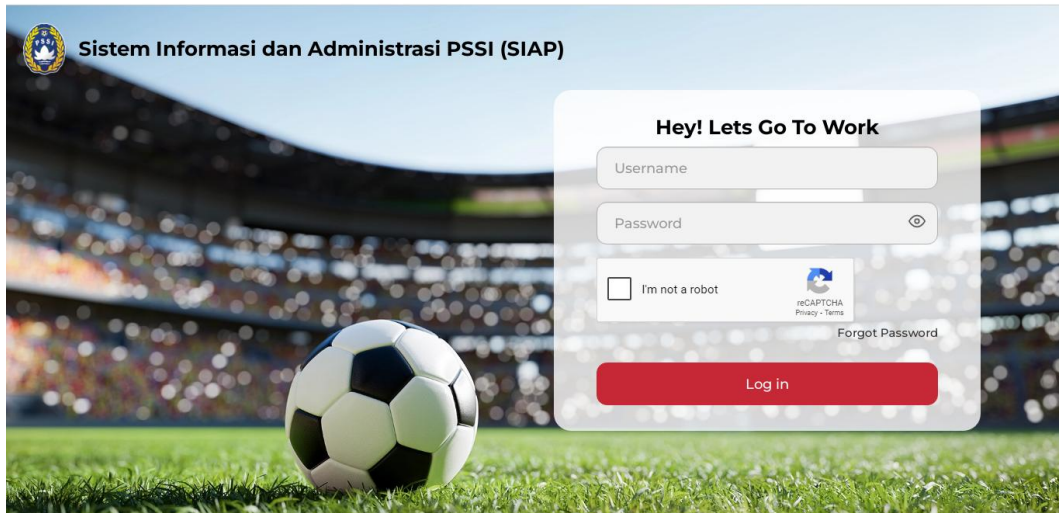 PSSI
Sistem Informasi dan Administrasi PSSI (SIAP)
Hey! Lets Go To Work
Username
Password
I'm not a robot
reCAPTCHA
Privacy - Terms
Forgot Password
Log in